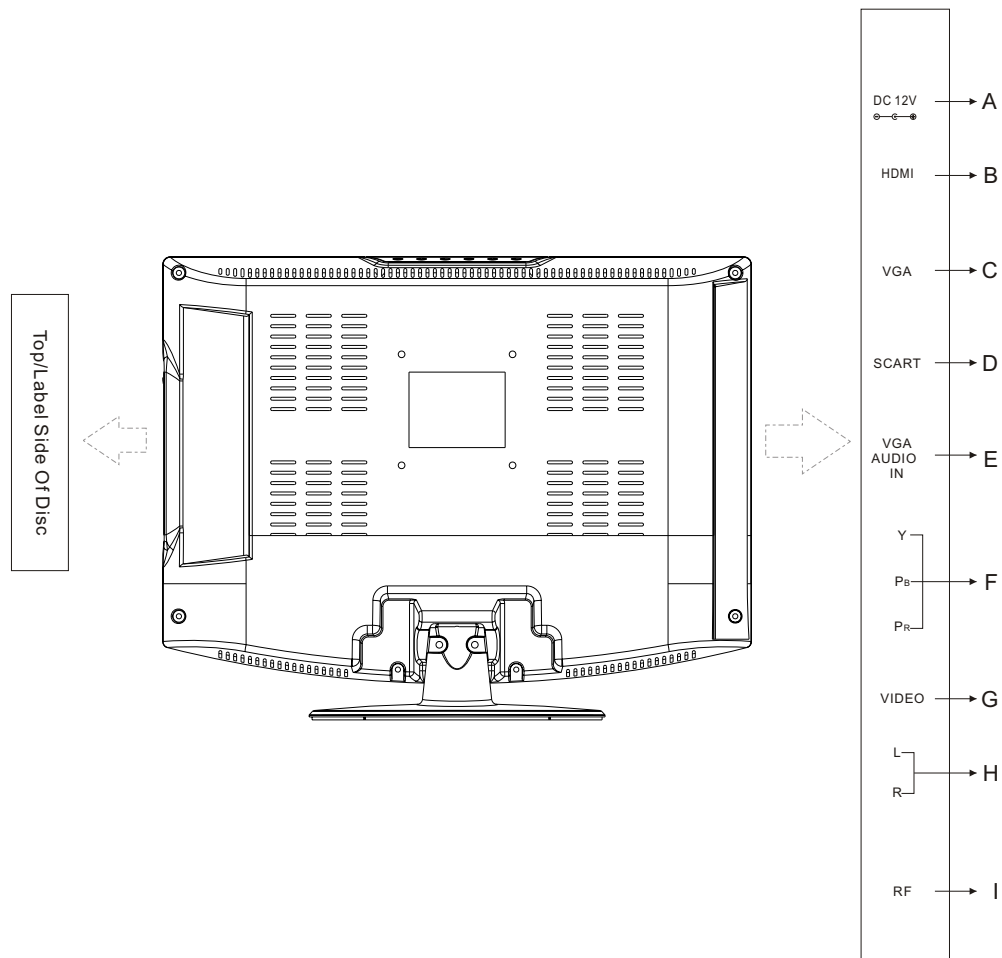 Top/Label Side Of Disc
DC 12V
A
HDMI
B
VGA
C
SCART
D
VGA
AUDIO
IN
E
Y
PB
PR
F
VIDEO
G
L
R
H
RF
I